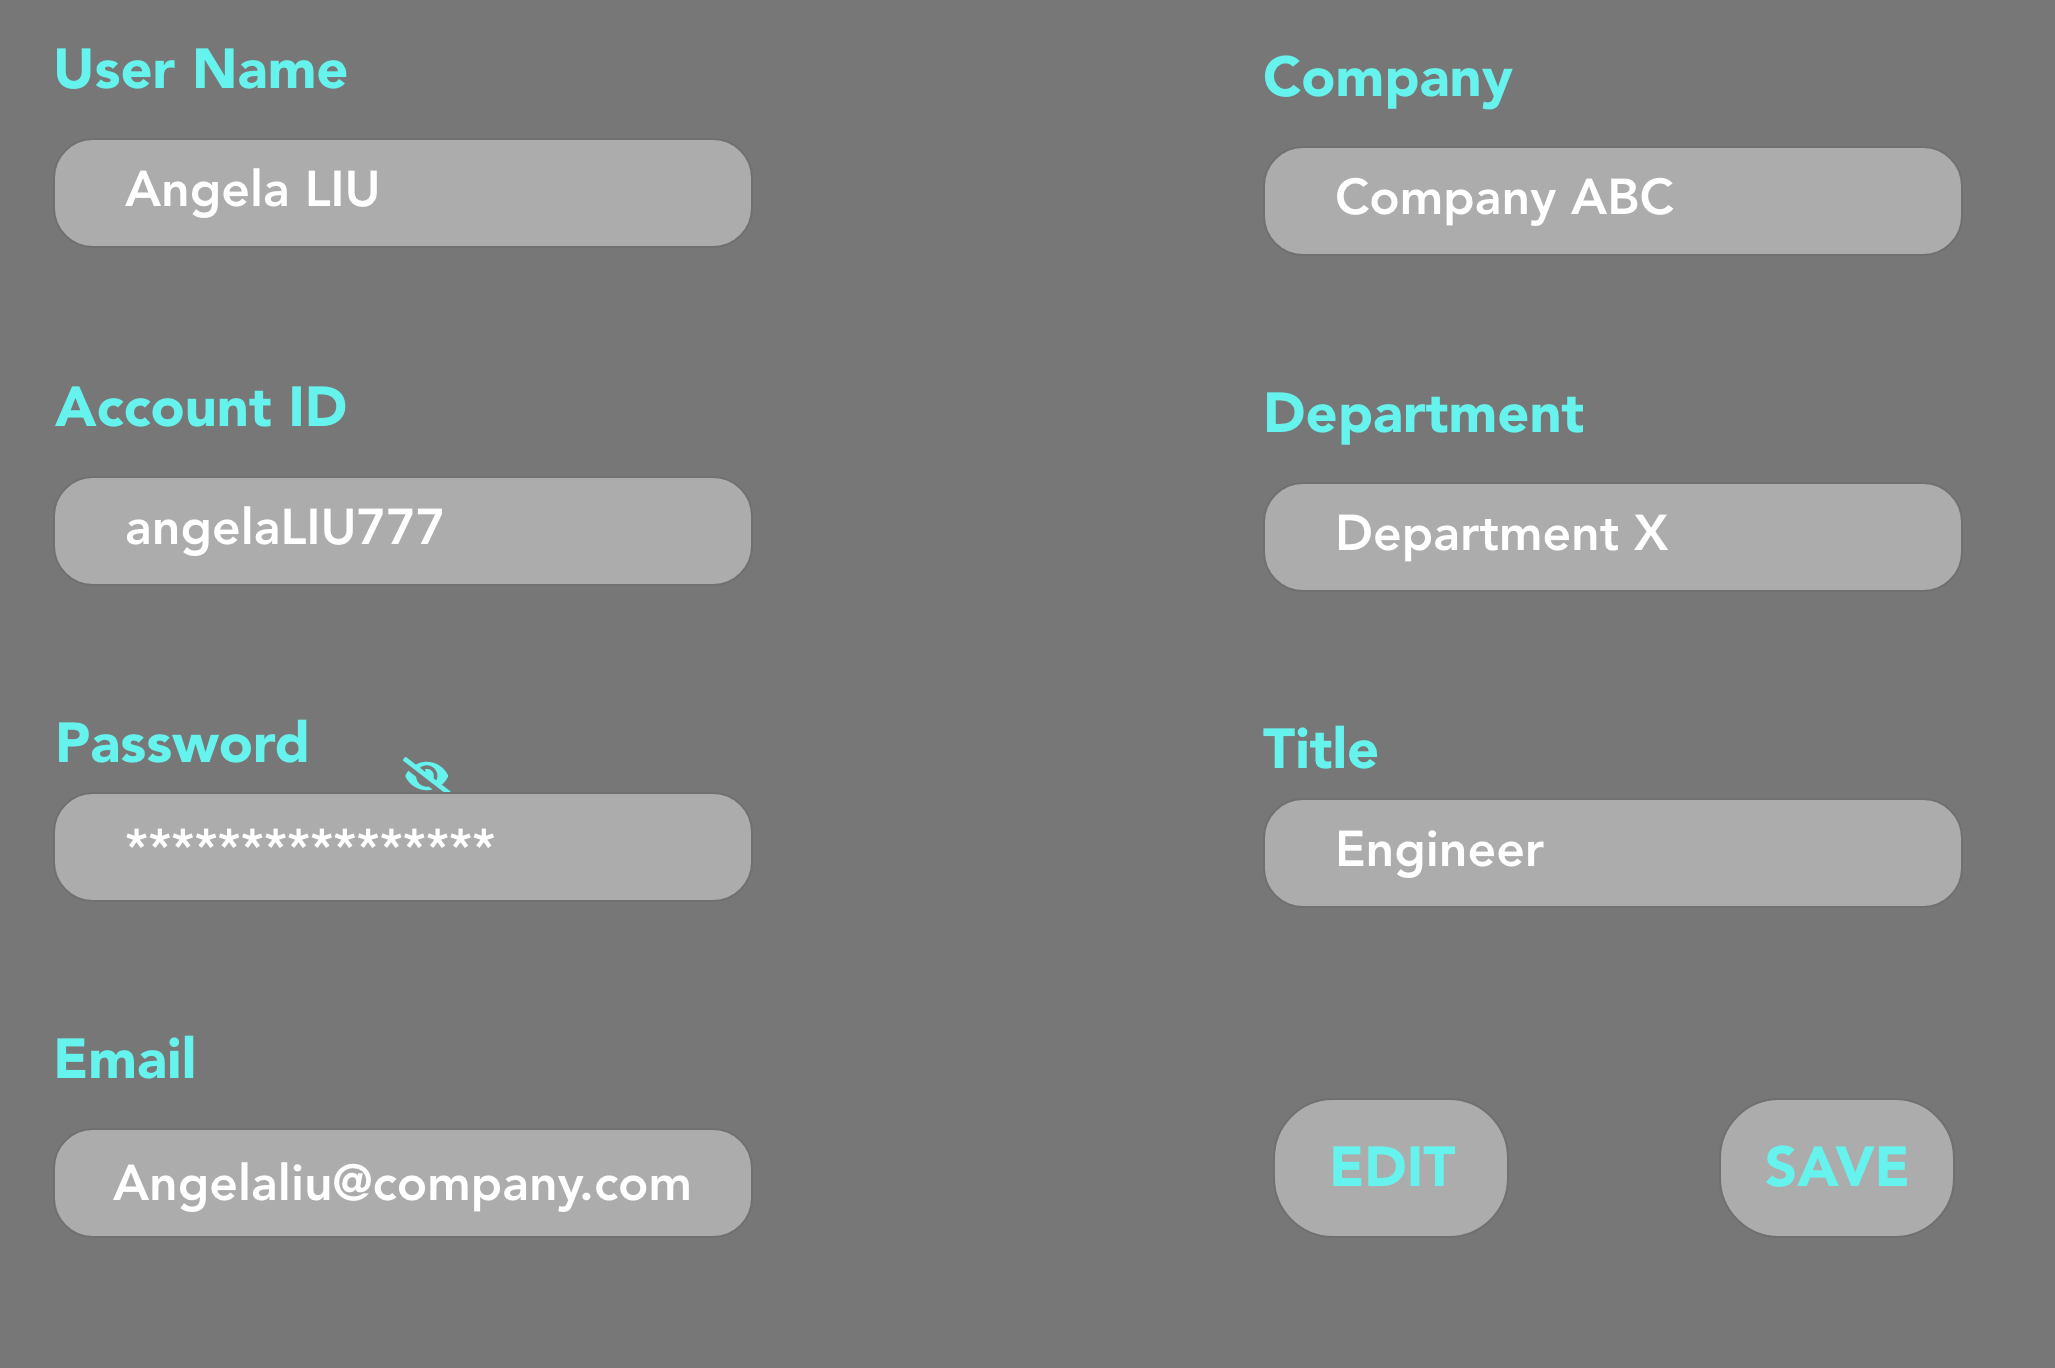 User Name
Angela LIU
Account ID
angelaLIU777
Password
****************
Email
Angelaliu@company.com
Company
Company ABC
Department
Department X
Title
Engineer
EDIT
SAVE